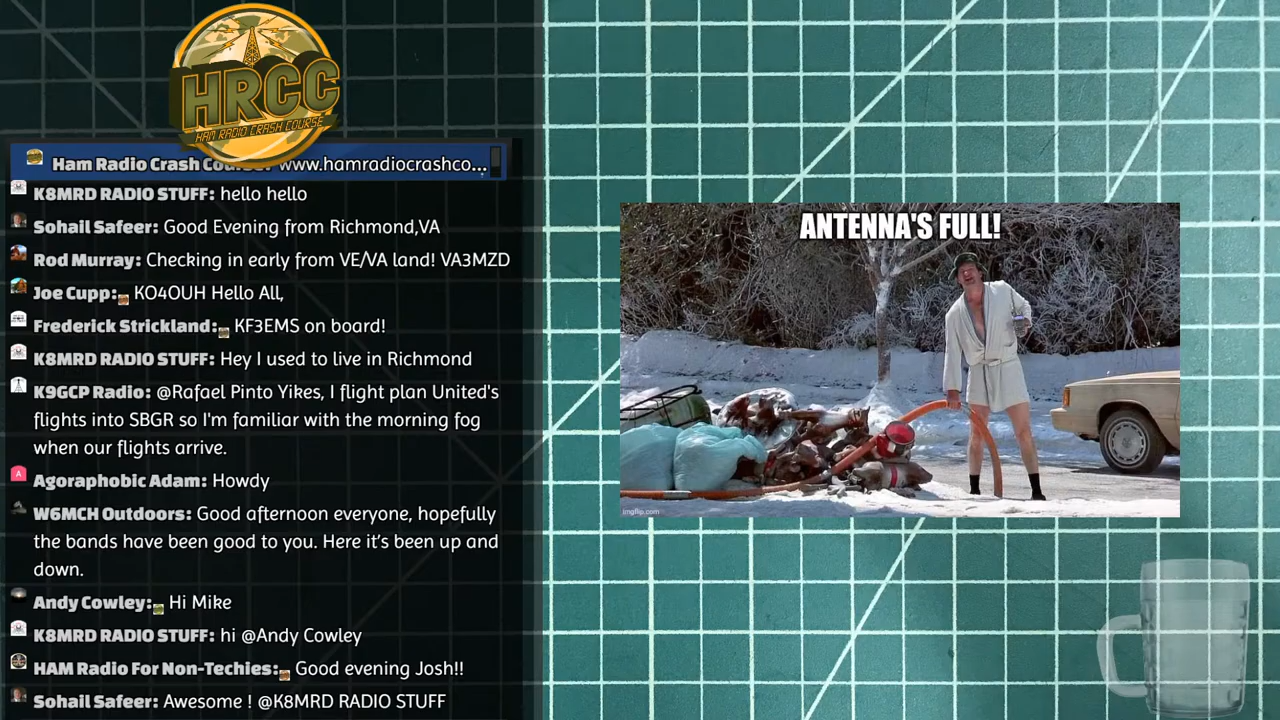 HRCC
HAM RADIO CRASH COURSE
Ham Radio Crash Cou www.hamradiocrashco...
K8MRD RADIO STUFF: hello hello
Sohail Safeer: Good Evening from Richmond,VA
Rod Murray: Checking in early from VE/VA land! VA3MZD
Joe Cupp: KO4OUH Hello All,
Frederick Strickland: KF3EMS on board!
K8MRD RADIO STUFF: Hey I used to live in Richmond
K9GCP Radio: @Rafael Pinto Yikes, I flight plan United's
flights into SBGR so I'm familiar with the morning fog
when our flights arrive.
A
Agoraphobic Adam: Howdy
W6MCH Outdoors: Good afternoon everyone, hopefully
the bands have been good to you. Here it's been up and
down.
Andy Cowley: Hi Mike
K8MRD RADIO STUFF: hi @Andy Cowley
HAM Radio For Non-Techies: Good evening Josh!!
Sohail Safeer: Awesome ! @K8MRD RADIO STUFF
ANTENNA'S FULL!
imgflip.com